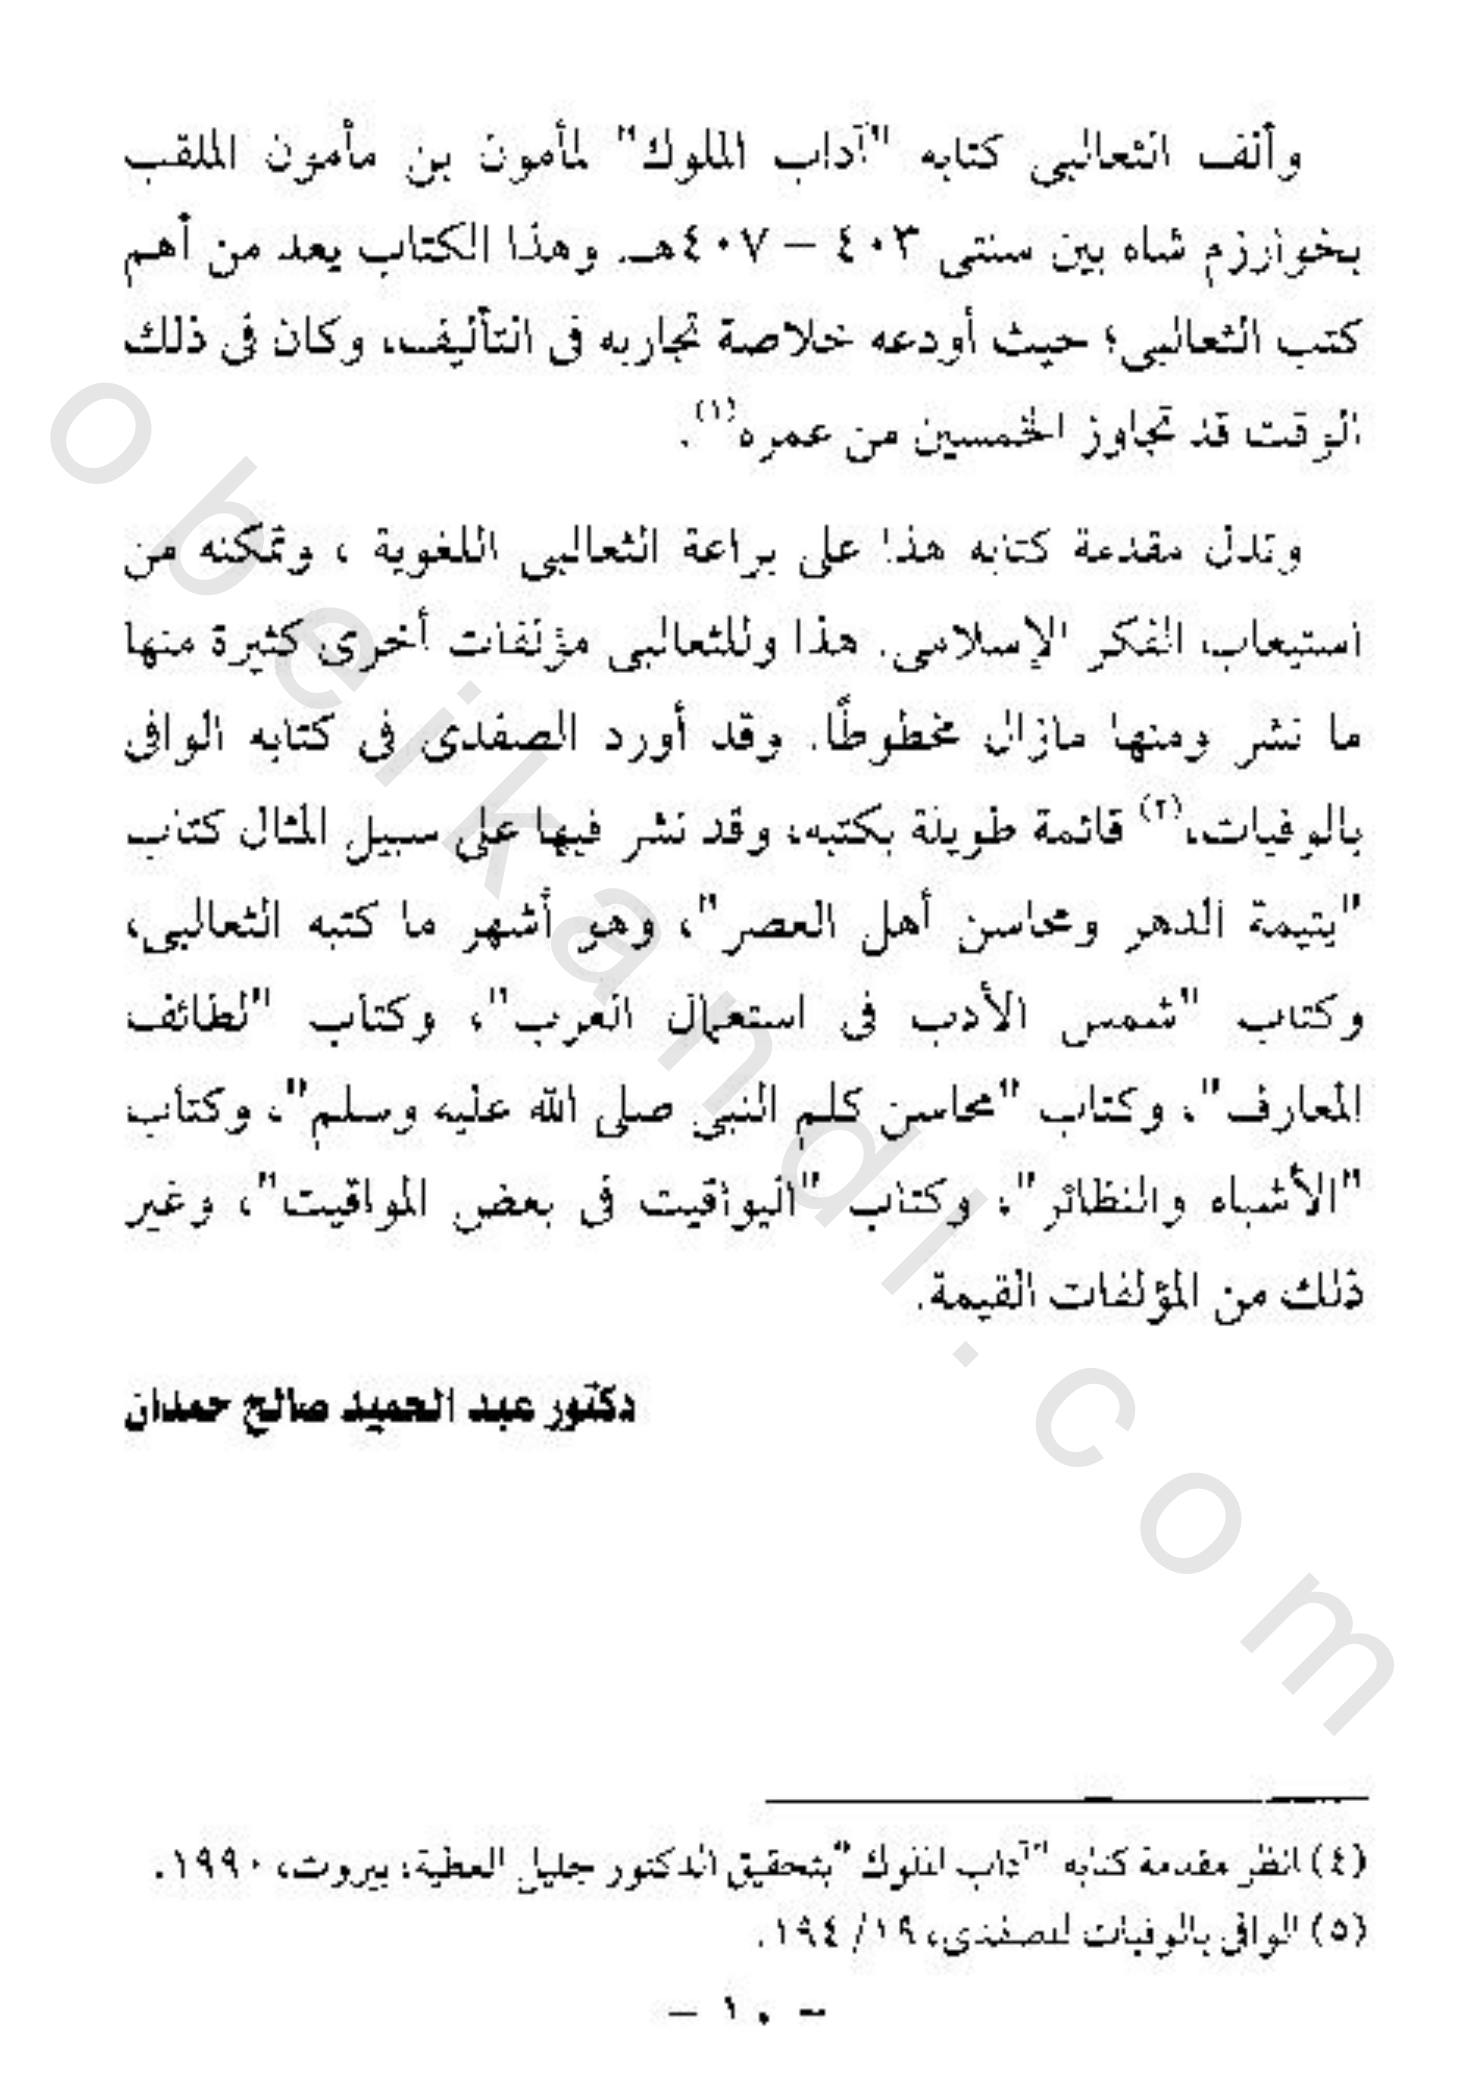 وألف الثعالبي كتابه "آداب الملوك" لمأمون بن مأمون الملقب
بخوارزم شاه بين سنتى ٤٠٣ – ٤٠٧هـ. وهذا الكتاب يعد من أهم
كتب الثعالبي؛ حيث أودعه خلاصة تجاربه فى التأليف، وكان فى ذلك
الوقت قد تجاوز الخمسين من عمره(١).
وتدل مقدمة كتابه هذا على براعة الثعالبي اللغوية ، وتمكنه من
استيعاب الفكر الإسلامى. هذا وللثعالبي مؤلفات أخرى كثيرة منها
ما نشر ومنها مازال مخطوطًا. وقد أورد الصفدى فى كتابه الوافى
بالوفيات،(٢) قائمة طويلة بكتبه، وقد نشر فيها على سبيل المثال كتاب
"يتيمة الدهر ومحاسن أهل العصر"، وهو أشهر ما كتبه الثعالبي،
وكتاب "شمس الأدب فى استعمال العرب"، وكتاب "لطائف
المعارف"، وكتاب "محاسن كلم النبي صلى الله عليه وسلم"، وكتاب
"الأشباه والنظائر"، وكتاب "اليواقيت فى بعض المواقيت"، وغير
ذلك من المؤلفات القيمة.
دكتور عبد الحميد صالح حمدان
(٤) انظر مقدمة كتابه "آداب الملوك "بتحقيق الدكتور جليل العطية، بيروت، ١٩٩٠.
(٥) الوافى بالوفيات للصفدى، ١٩/ ١٩٤.
– ١٠ –
obeikandl.com